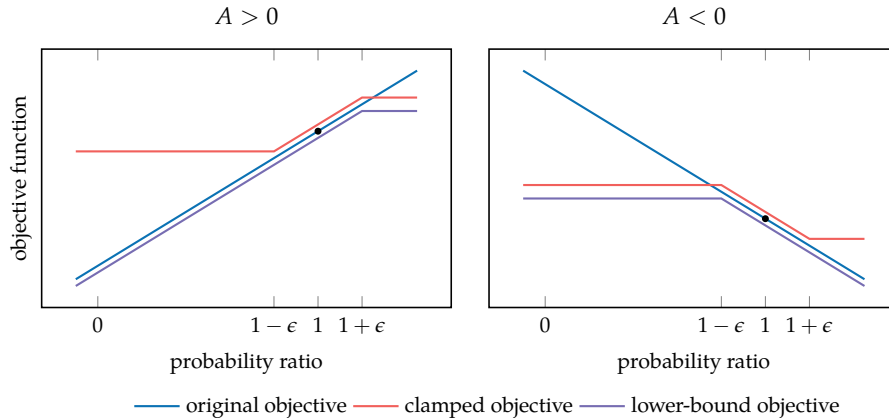 A > 0
A < 0
objective function
0
1 − ϵ
1
1 + ϵ
0
1 − ϵ
1
1 + ϵ
probability ratio
probability ratio
original objective
clamped objective
lower-bound objective